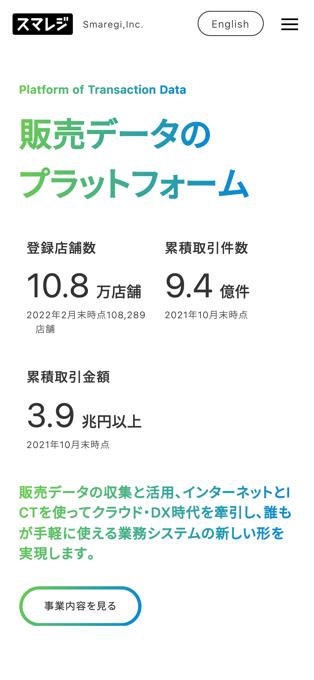 スマレジ Smaregi,Inc. English
Platform of Transaction Data
販売データの
プラットフォーム
登録店舗数 累積取引件数
10.8 万店舗 9.4 億件
2022年2月末時点108,289 2021年10月末時点
店舗
累積取引金額
3.9 兆円以上
2021年10月末時点
販売データの収集と活用、インターネットとI
CTを使ってクラウド・DX時代を牽引し、誰も
が手軽に使える業務システムの新しい形を
実現します。
事業内容を見る